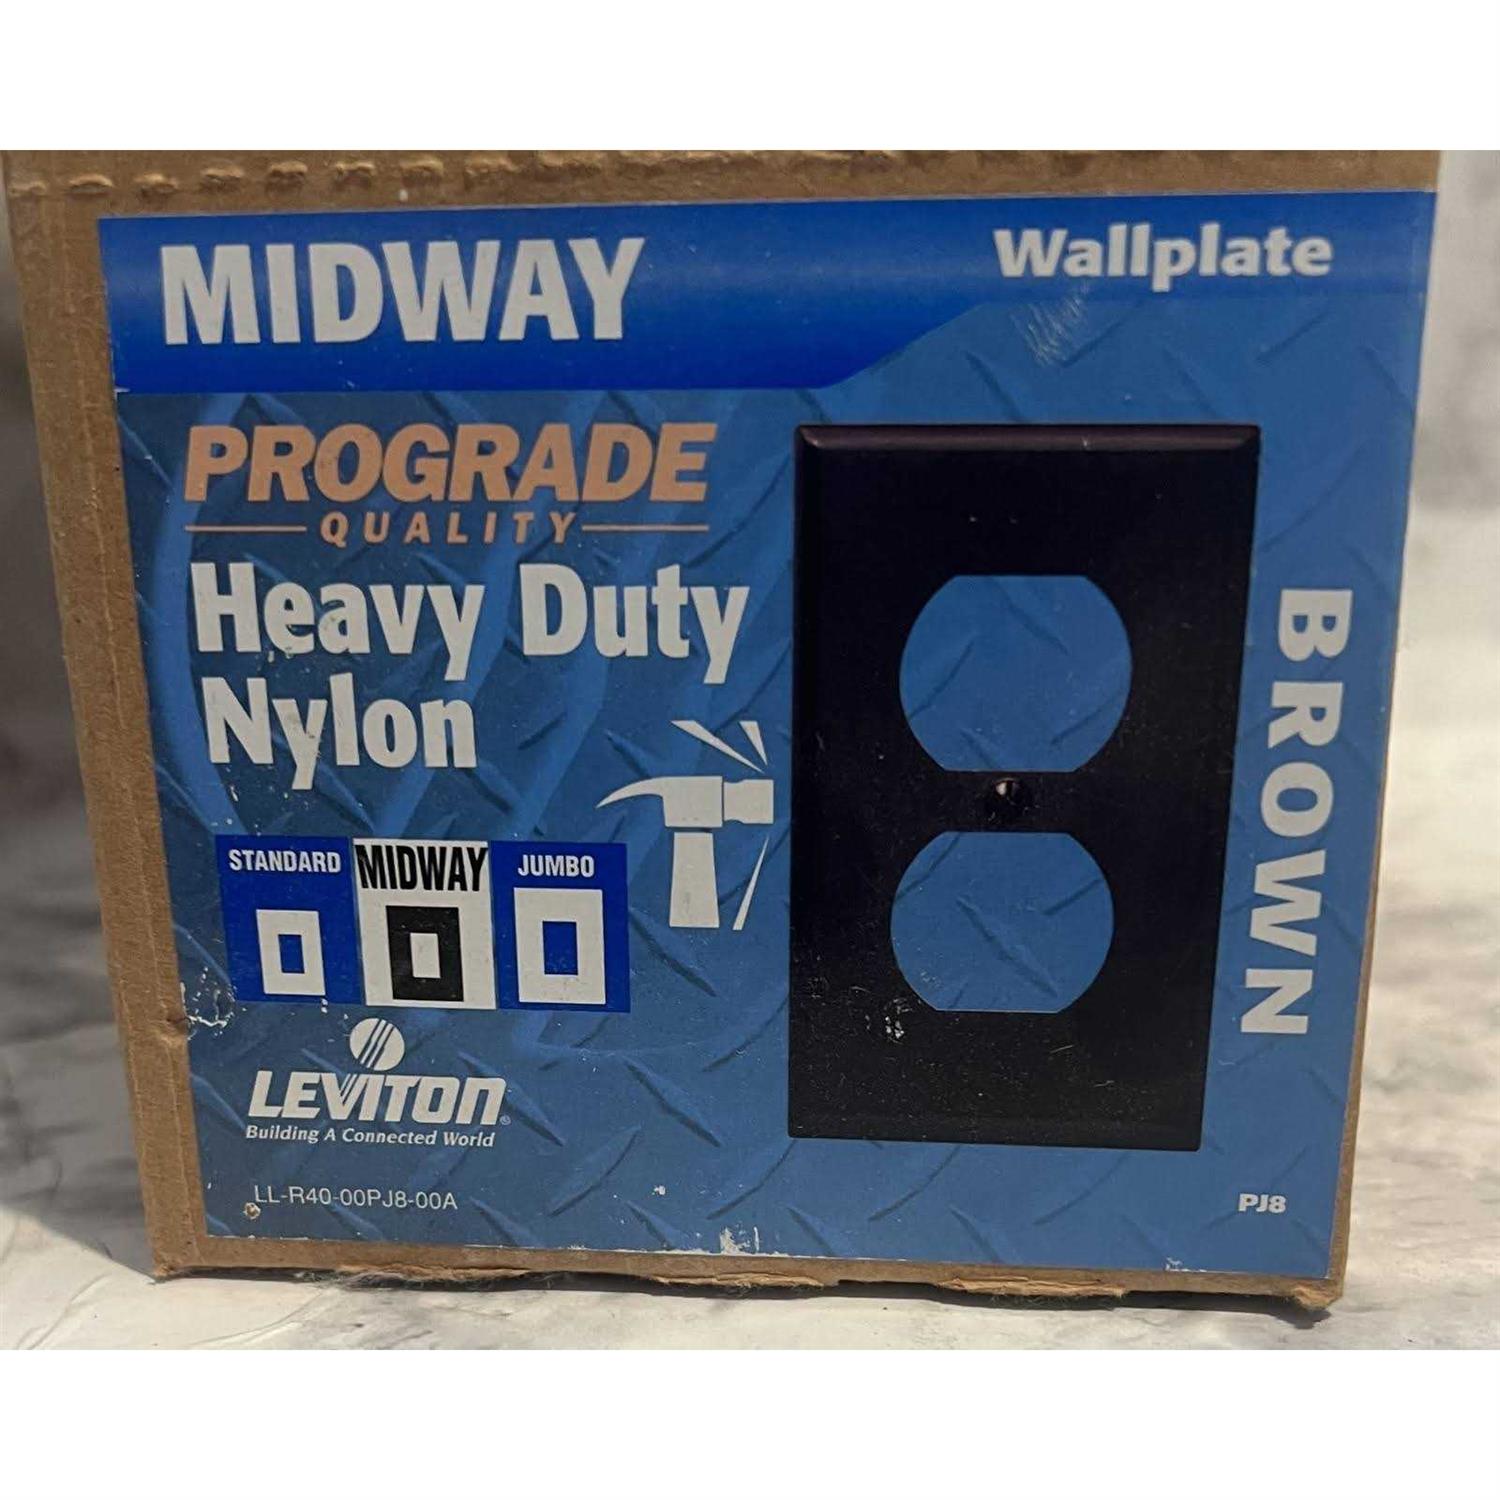 MIDWAY
Wallplate
PROGRADE
QUALITY
Heavy Duty
Nylon
STANDARD MIDWAY JUMBO
BROWN
LEVITON®
Building A Connected World
LL-R40-00PJ8-00A
PJ8